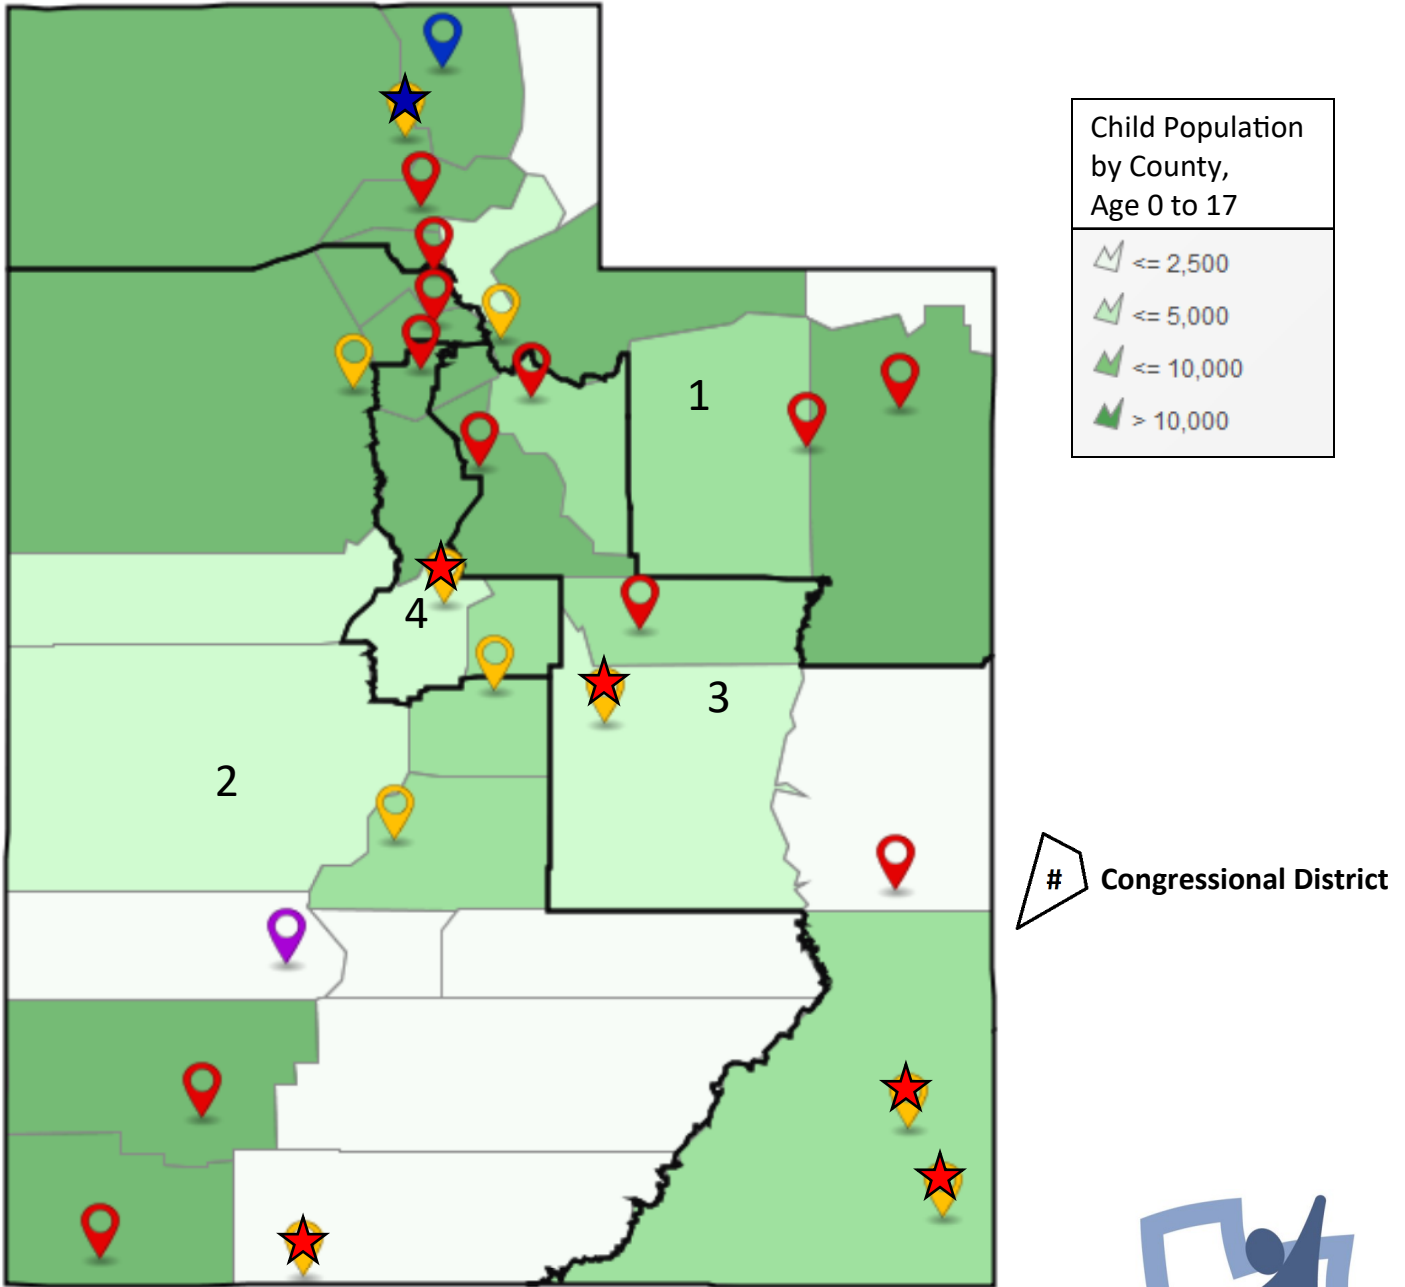 Child Population
by County,
Age 0 to 17
<= 2,500
<= 5,000
<= 10,000
> 10,000
1
4
3
2
# Congressional District